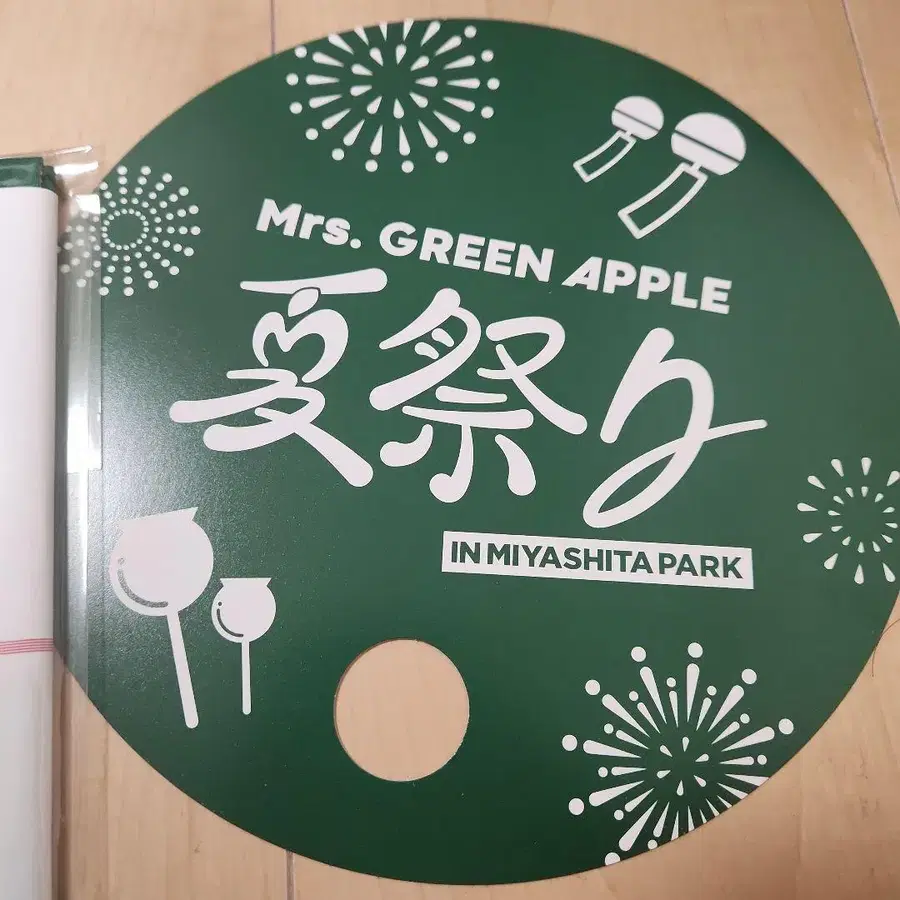 Mrs. GREEN APPLE
夏祭り
IN MIYASHITA PARK